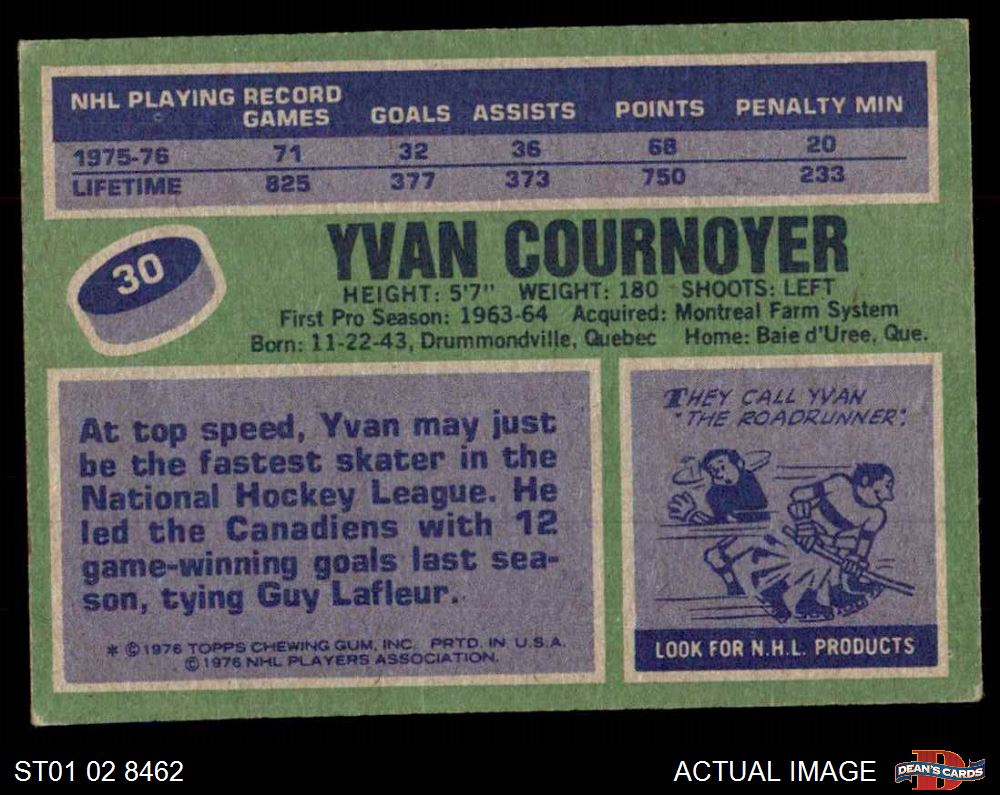 NHL PLAYING RECORD
GAMES GOALS ASSISTS POINTS PENALTY MIN
1975-76 71 32 36 68 20
LIFETIME 825 377 373 750 233
30
YVAN COURNOYER
HEIGHT: 5'7" WEIGHT: 180 SHOOTS: LEFT
First Pro Season: 1963-64 Acquired: Montreal Farm System
Born: 11-22-43, Drummondville, Quebec Home: Baie d'Uree, Que.
At top speed, Yvan may just
be the fastest skater in the
National Hockey League. He
led the Canadiens with 12
game-winning goals last sea-
son, tying Guy Lafleur.
* ©1976 TOPPS CHEWING GUM, INC. PRTD. IN U.S.A.
©1976 NHL PLAYERS ASSOCIATION.
THEY CALL YVAN
"THE ROADRUNNER".
LOOK FOR N.H.L. PRODUCTS
ST01 02 8462
ACTUAL IMAGE
D
DEAN'S CARDS